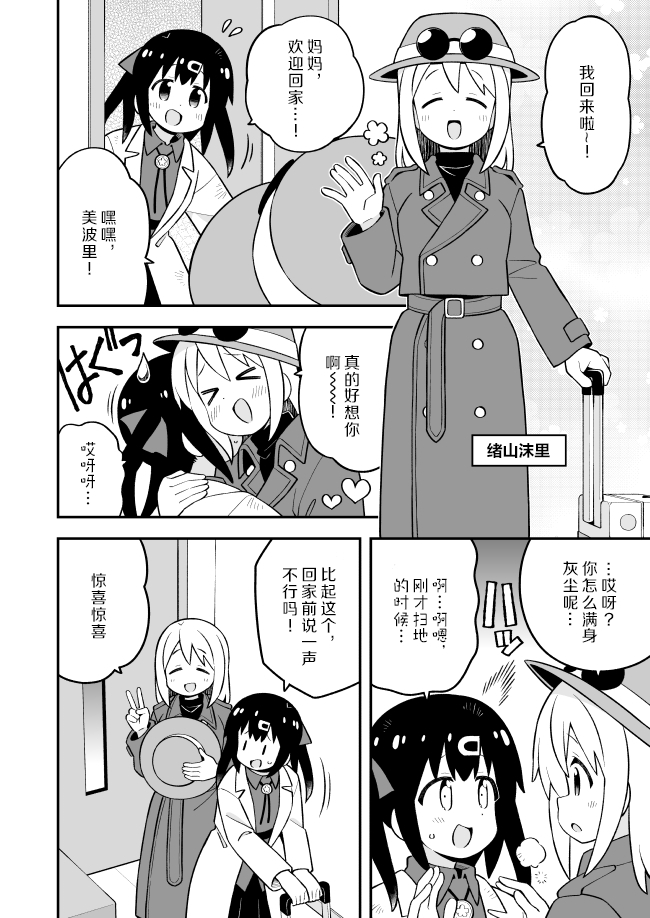 我回来啦~!
妈妈，
欢迎回家…!
嘿嘿，
美波里!
绪山沫里
真的好想你
啊~~~!
はぐっ
哎呀呀…
…哎呀?
你怎么满身
灰尘呢…
ハッ
啊…啊嗯，
刚才扫地
的时候…
比起这个，
回家前说一声
不行吗!
惊喜惊喜